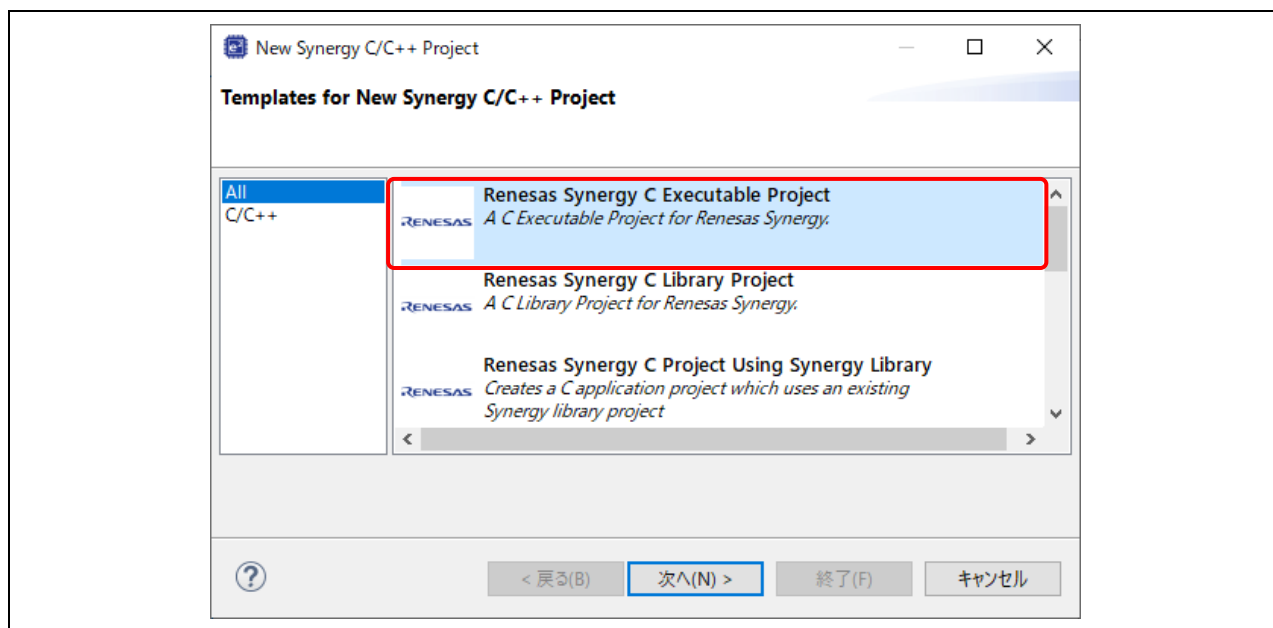 New Synergy C/C++ Project
Templates for New Synergy C/C++ Project
All
C/C++
RENESAS
Renesas Synergy C Executable Project
A C Executable Project for Renesas Synergy.
RENESAS
Renesas Synergy C Library Project
A C Library Project for Renesas Synergy.
RENESAS
Renesas Synergy C Project Using Synergy Library
Creates a C application project which uses an existing
Synergy library project
< 戻る(B)
次へ(N) >
終了(F)
キャンセル